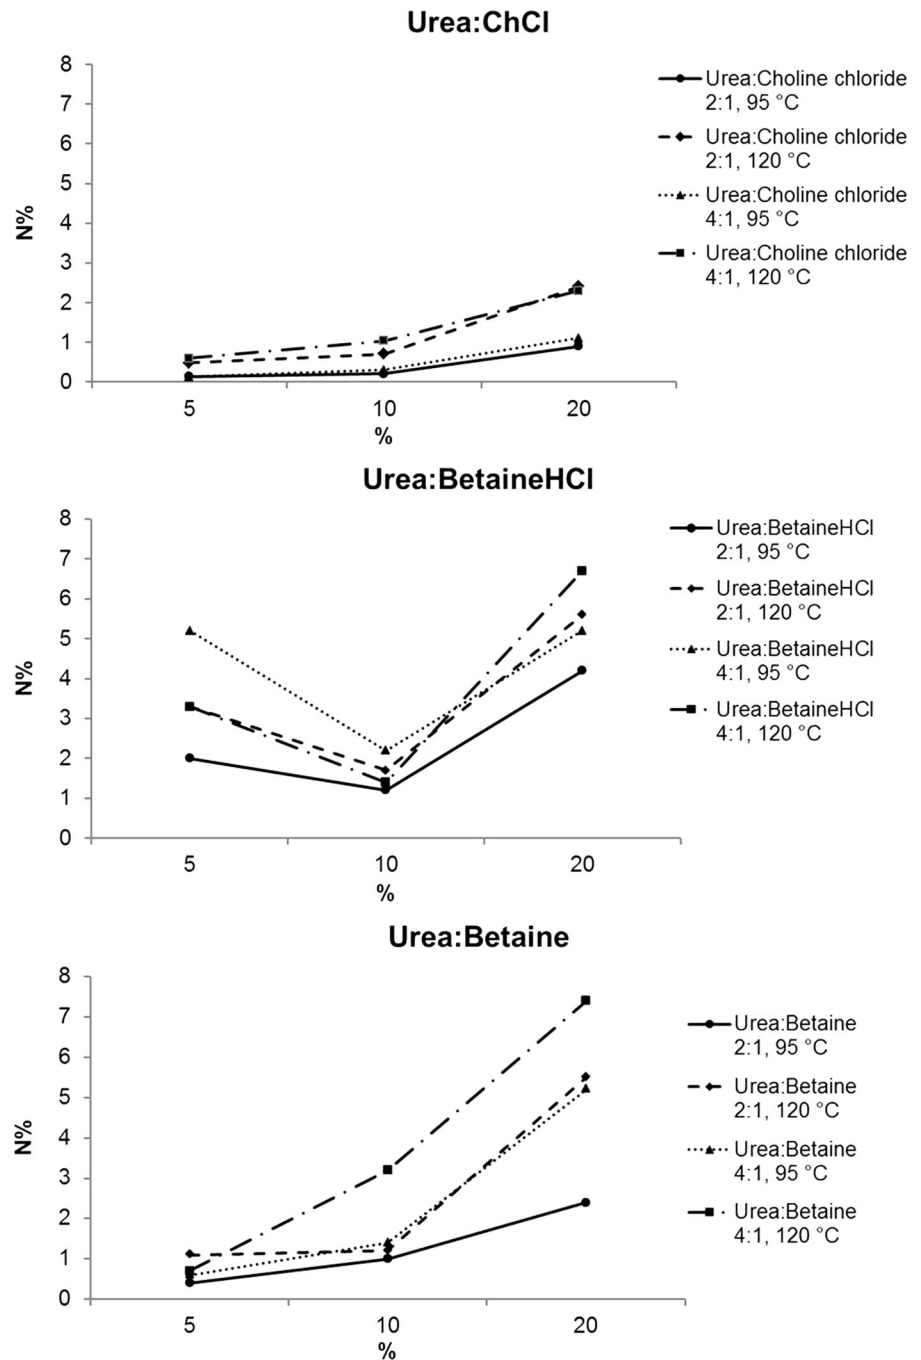 Urea:ChCl
8
7
6
5
4
3
2
1
0
N%
5 10 20
%
Urea:Choline chloride
2:1, 95 °C
Urea:Choline chloride
2:1, 120 °C
Urea:Choline chloride
4:1, 95 °C
Urea:Choline chloride
4:1, 120 °C
Urea:BetaineHCl
8
7
6
5
4
3
2
1
0
N%
5 10 20
%
Urea:BetaineHCl
2:1, 95 °C
Urea:BetaineHCl
2:1, 120 °C
Urea:BetaineHCl
4:1, 95 °C
Urea:BetaineHCl
4:1, 120 °C
Urea:Betaine
8
7
6
5
4
3
2
1
0
N%
5 10 20
%
Urea:Betaine
2:1, 95 °C
Urea:Betaine
2:1, 120 °C
Urea:Betaine
4:1, 95 °C
Urea:Betaine
4:1, 120 °C